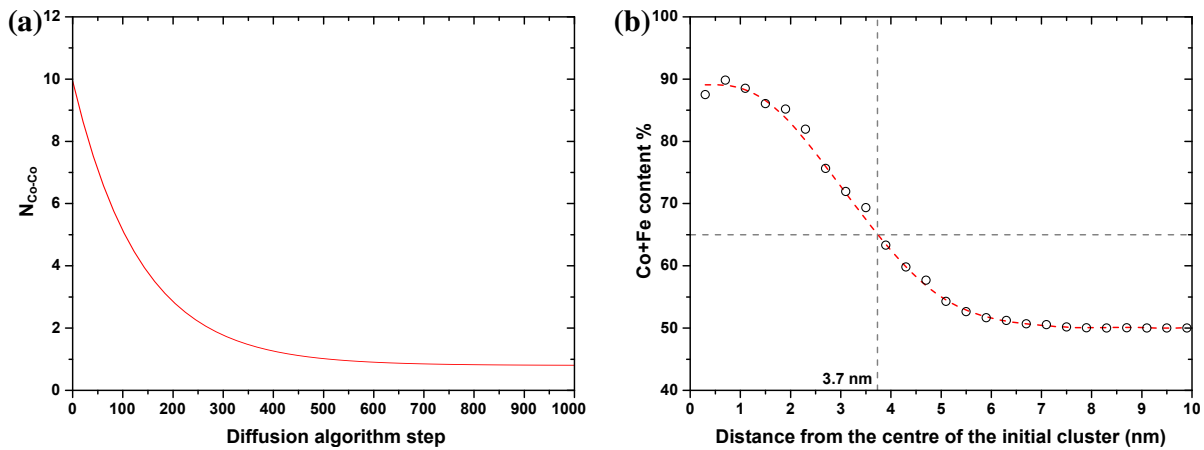 (a)
12
10
8
6
4
2
0
N_Co-Co
0 100 200 300 400 500 600 700 800 900 1000
Diffusion algorithm step
(b)
100
90
80
70
60
50
40
Co+Fe content %
3.7 nm
0 1 2 3 4 5 6 7 8 9 10
Distance from the centre of the initial cluster (nm)